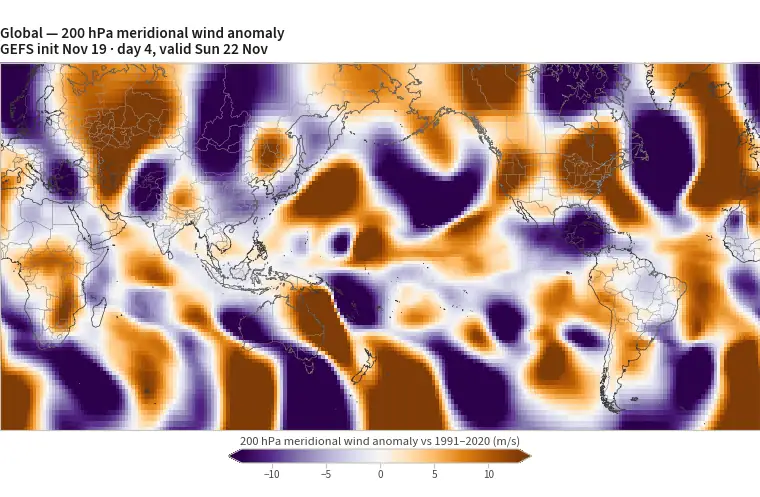 Global — 200 hPa meridional wind anomaly
GEFS init Nov 19 · day 4, valid Sun 22 Nov
200 hPa meridional wind anomaly vs 1991–2020 (m/s)
−10 −5 0 5 10